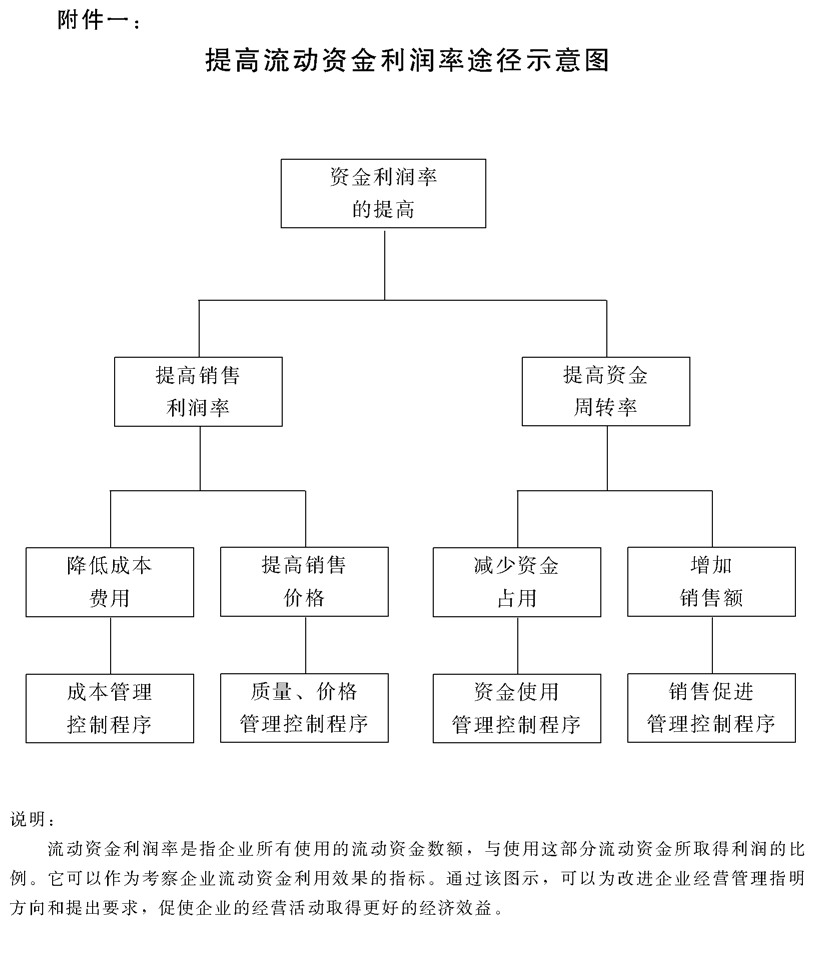 附件一：
提高流动资金利润率途径示意图
资金利润率
的提高
提高销售
利润率
提高资金
周转率
降低成本
费用
提高销售
价格
减少资金
占用
增加
销售额
成本管理
控制程序
质量、价格
管理控制程序
资金使用
管理控制程序
销售促进
管理控制程序
说明：
流动资金利润率是指企业所有使用的流动资金数额，与使用这部分流动资金所取得利润的比
例。它可以作为考察企业流动资金利用效果的指标。通过该图示，可以为改进企业经营管理指明
方向和提出要求，促使企业的经营活动取得更好的经济效益。